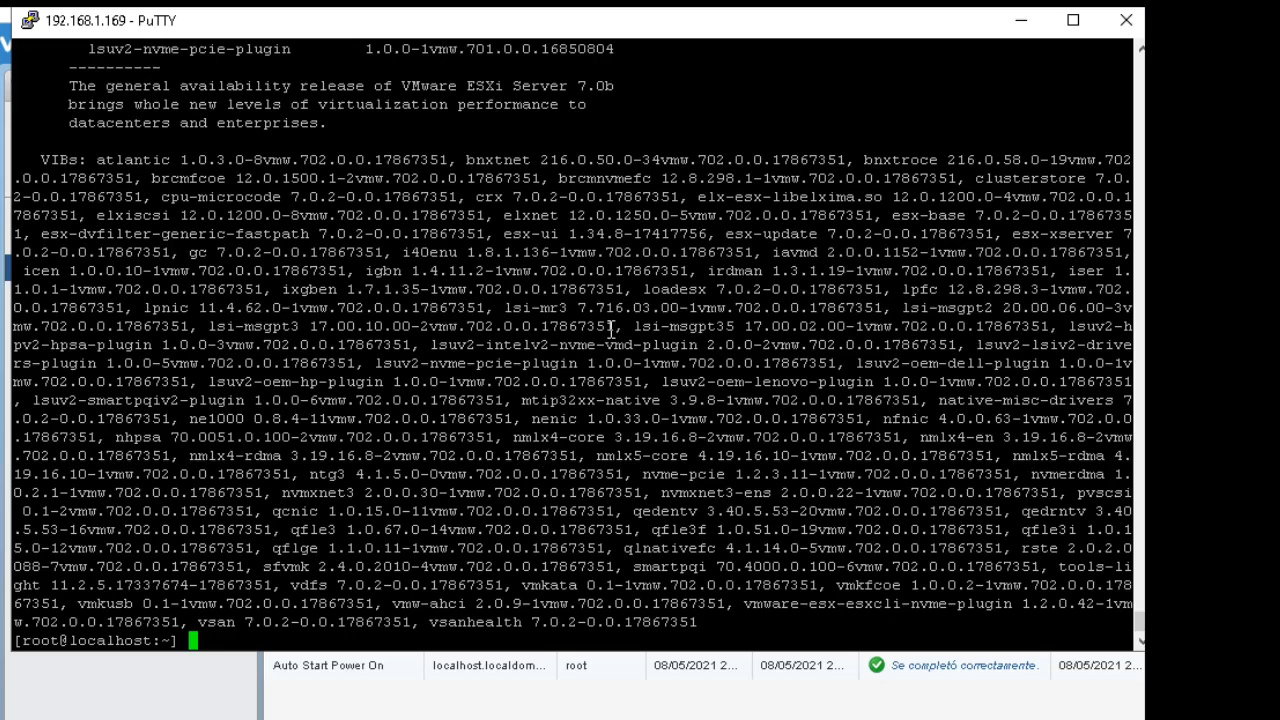 192.168.1.169 - PuTTY
lsuv2-nvme-pcie-plugin 1.0.0-1vmw.701.0.0.16850804
----------
The general availability release of VMware ESXi Server 7.0b
brings whole new levels of virtualization performance to
datacenters and enterprises.
VIBs: atlantic 1.0.3.0-8vmw.702.0.0.17867351, bnxtnet 216.0.50.0-34vmw.702.0.0.17867351, bnxtroce 216.0.58.0-19vmw.702
.0.0.17867351, brcmfcoe 12.0.1500.1-2vmw.702.0.0.17867351, brcmnvmefc 12.8.298.1-1vmw.702.0.0.17867351, clusterstore 7.0.
2-0.0.17867351, cpu-microcode 7.0.2-0.0.17867351, crx 7.0.2-0.0.17867351, elx-esx-libelxima.so 12.0.1200.0-4vmw.702.0.0.1
7867351, elxiscsi 12.0.1200.0-8vmw.702.0.0.17867351, elxnet 12.0.1250.0-5vmw.702.0.0.17867351, esx-base 7.0.2-0.0.1786735
1, esx-dvfilter-generic-fastpath 7.0.2-0.0.17867351, esx-ui 1.34.8-17417756, esx-update 7.0.2-0.0.17867351, esx-xserver 7
.0.2-0.0.17867351, gc 7.0.2-0.0.17867351, i40enu 1.8.1.136-1vmw.702.0.0.17867351, iavmd 2.0.0.1152-1vmw.702.0.0.17867351,
icen 1.0.0.10-1vmw.702.0.0.17867351, igbn 1.4.11.2-1vmw.702.0.0.17867351, irdman 1.3.1.19-1vmw.702.0.0.17867351, iser 1.
1.0.1-1vmw.702.0.0.17867351, ixgben 1.7.1.35-1vmw.702.0.0.17867351, loadesx 7.0.2-0.0.17867351, lpfc 12.8.298.3-1vmw.702.
0.0.17867351, lpnic 11.4.62.0-1vmw.702.0.0.17867351, lsi-mr3 7.716.03.00-1vmw.702.0.0.17867351, lsi-msgpt2 20.00.06.00-3v
mw.702.0.0.17867351, lsi-msgpt3 17.00.10.00-2vmw.702.0.0.17867351, lsi-msgpt35 17.00.02.00-1vmw.702.0.0.17867351, lsuv2-h
pv2-hpsa-plugin 1.0.0-3vmw.702.0.0.17867351, lsuv2-intelv2-nvme-vmd-plugin 2.0.0-2vmw.702.0.0.17867351, lsuv2-lsiv2-drive
rs-plugin 1.0.0-5vmw.702.0.0.17867351, lsuv2-nvme-pcie-plugin 1.0.0-1vmw.702.0.0.17867351, lsuv2-oem-dell-plugin 1.0.0-1v
mw.702.0.0.17867351, lsuv2-oem-hp-plugin 1.0.0-1vmw.702.0.0.17867351, lsuv2-oem-lenovo-plugin 1.0.0-1vmw.702.0.0.17867351
, lsuv2-smartpqiv2-plugin 1.0.0-6vmw.702.0.0.17867351, mtip32xx-native 3.9.8-1vmw.702.0.0.17867351, native-misc-drivers 7
.0.2-0.0.17867351, ne1000 0.8.4-11vmw.702.0.0.17867351, nenic 1.0.33.0-1vmw.702.0.0.17867351, nfnic 4.0.0.63-1vmw.702.0.0
.17867351, nhpsa 70.0051.0.100-2vmw.702.0.0.17867351, nmlx4-core 3.19.16.8-2vmw.702.0.0.17867351, nmlx4-en 3.19.16.8-2vmw
.702.0.0.17867351, nmlx4-rdma 3.19.16.8-2vmw.702.0.0.17867351, nmlx5-core 4.19.16.10-1vmw.702.0.0.17867351, nmlx5-rdma 4.
19.16.10-1vmw.702.0.0.17867351, ntg3 4.1.5.0-0vmw.702.0.0.17867351, nvme-pcie 1.2.3.11-1vmw.702.0.0.17867351, nvmerdma 1.
0.2.1-1vmw.702.0.0.17867351, nvmxnet3 2.0.0.30-1vmw.702.0.0.17867351, nvmxnet3-ens 2.0.0.22-1vmw.702.0.0.17867351, pvscsi
0.1-2vmw.702.0.0.17867351, qcnic 1.0.15.0-11vmw.702.0.0.17867351, qedentv 3.40.5.53-20vmw.702.0.0.17867351, qedrntv 3.40
.5.53-16vmw.702.0.0.17867351, qfle3 1.0.67.0-14vmw.702.0.0.17867351, qfle3f 1.0.51.0-19vmw.702.0.0.17867351, qfle3i 1.0.1
5.0-12vmw.702.0.0.17867351, qflge 1.1.0.11-1vmw.702.0.0.17867351, qlnativefc 4.1.14.0-5vmw.702.0.0.17867351, rste 2.0.2.0
088-7vmw.702.0.0.17867351, sfvmk 2.4.0.2010-4vmw.702.0.0.17867351, smartpqi 70.4000.0.100-6vmw.702.0.0.17867351, tools-li
ght 11.2.5.17337674-17867351, vdfs 7.0.2-0.0.17867351, vmkata 0.1-1vmw.702.0.0.17867351, vmkfcoe 1.0.0.2-1vmw.702.0.0.178
67351, vmkusb 0.1-1vmw.702.0.0.17867351, vmw-ahci 2.0.9-1vmw.702.0.0.17867351, vmware-esx-esxcli-nvme-plugin 1.2.0.42-1vm
w.702.0.0.17867351, vsan 7.0.2-0.0.17867351, vsanhealth 7.0.2-0.0.17867351
[root@localhost:~]
Auto Start Power On localhost.localdom... root 08/05/2021 2... 08/05/2021 2... Se completó correctamente. 08/05/2021 2...